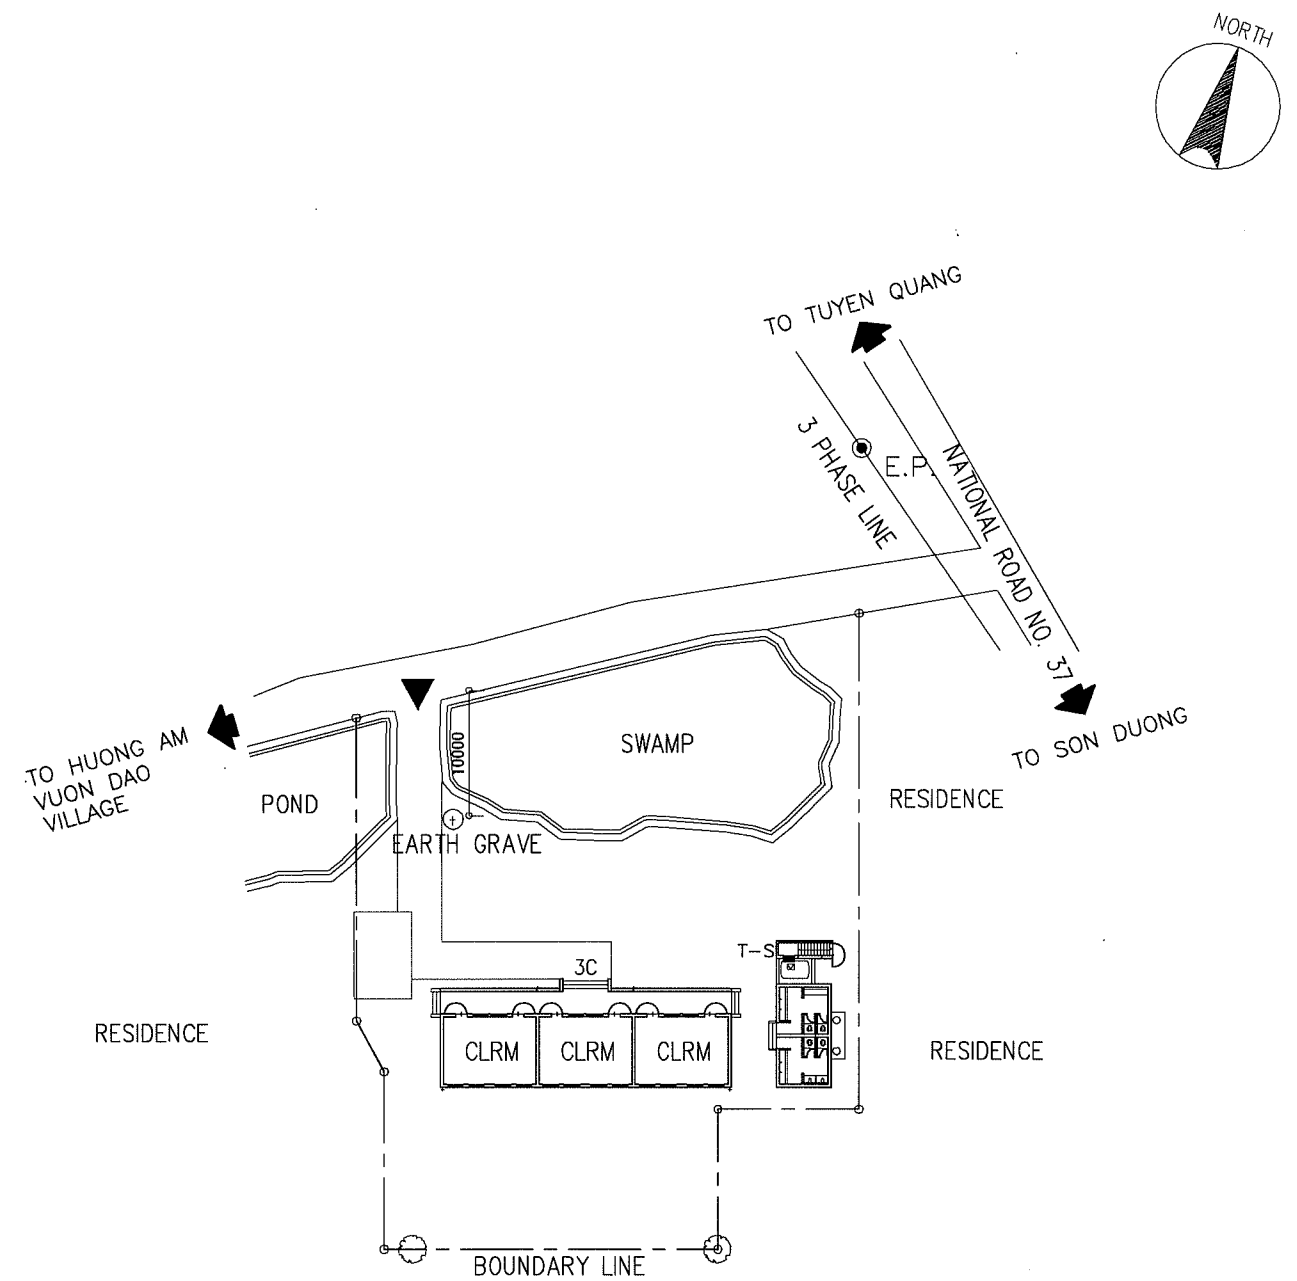 NORTH
TO TUYEN QUANG
3 PHASE LINE
E.P.
NATIONAL ROAD NO. 37
TO SON DUONG
TO HUONG AM
VUON DAO
VILLAGE
POND
10000
SWAMP
RESIDENCE
EARTH GRAVE
T-S
3C
RESIDENCE
CLRM
CLRM
CLRM
RESIDENCE
BOUNDARY LINE